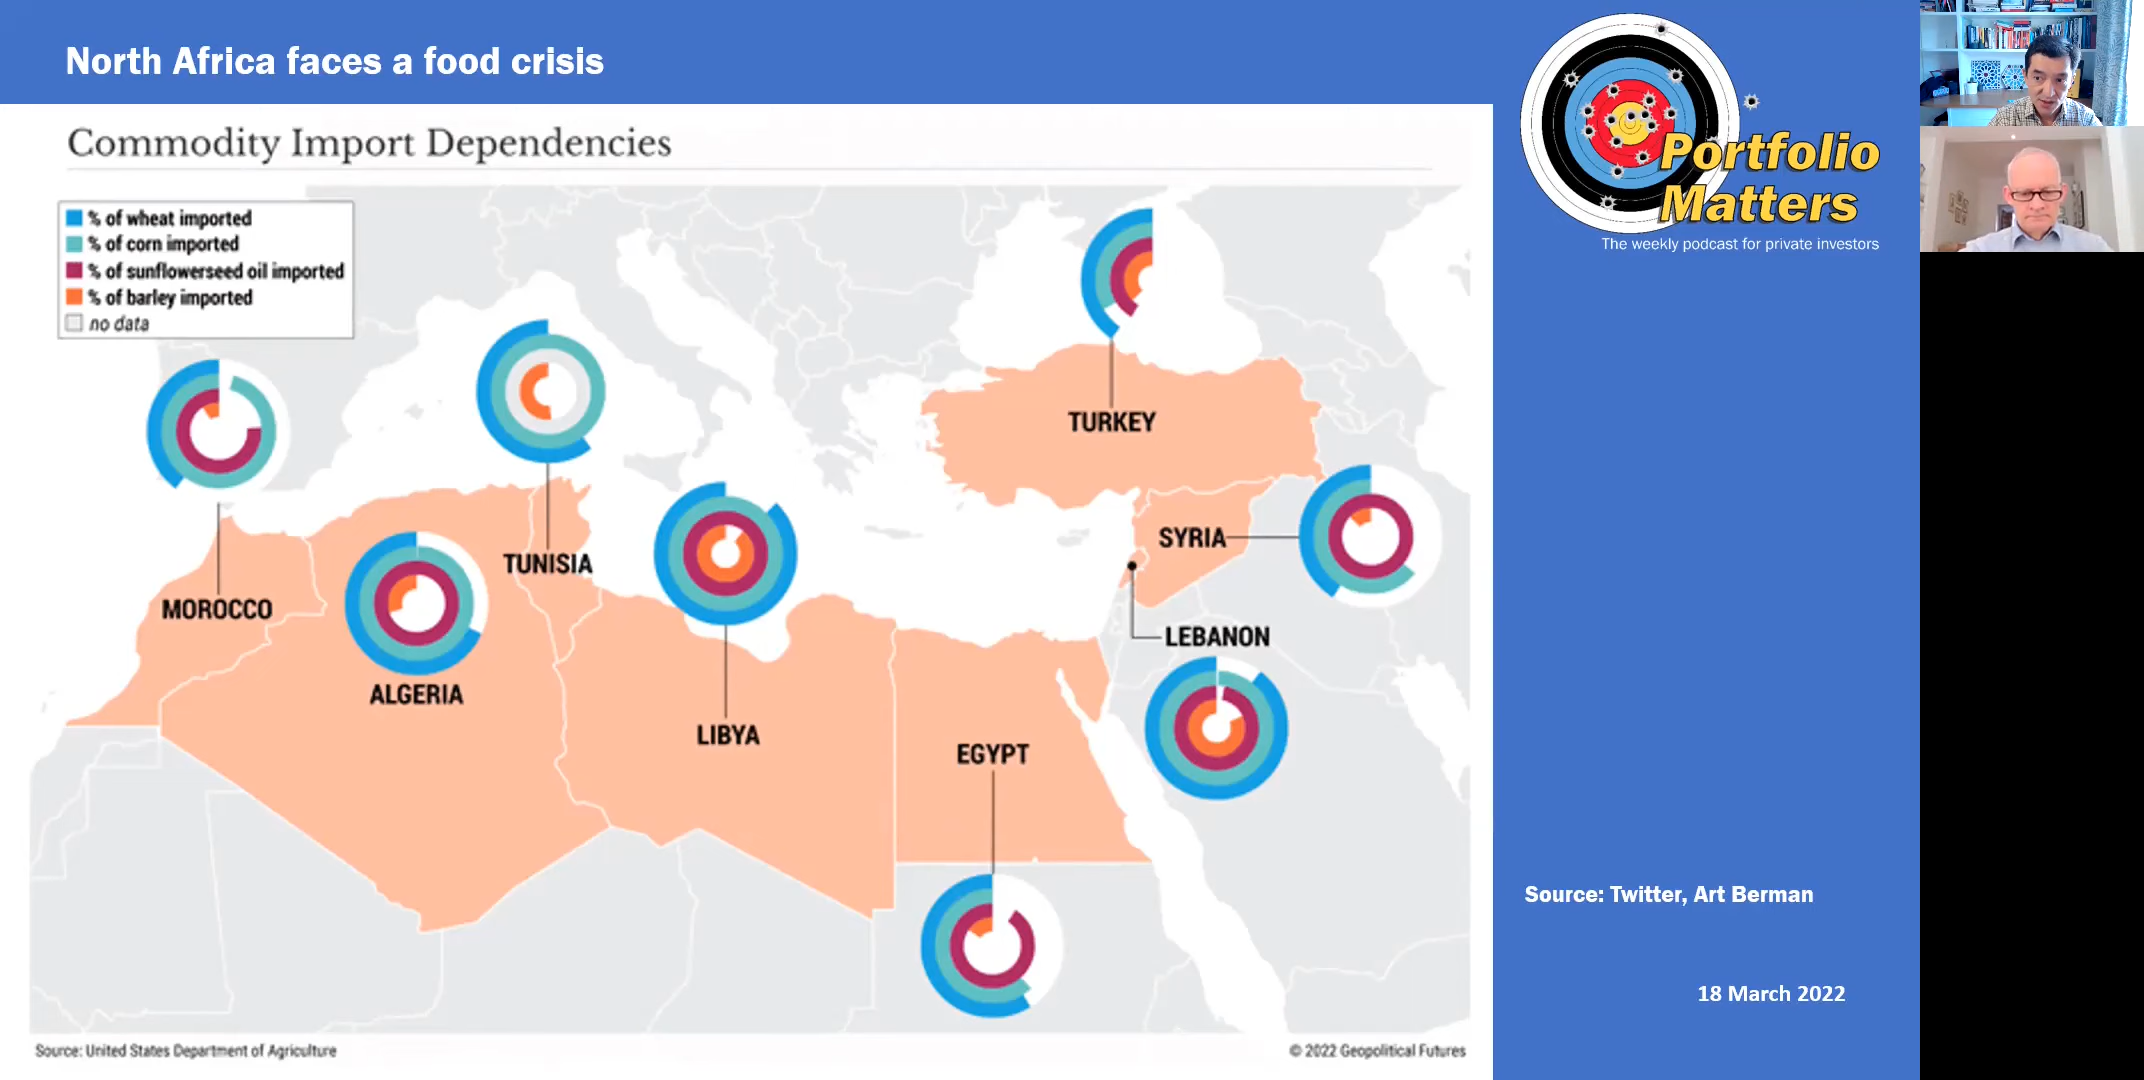 North Africa faces a food crisis
Commodity Import Dependencies
% of wheat imported
% of corn imported
% of sunflowerseed oil imported
% of barley imported
no data
MOROCCO
ALGERIA
TUNISIA
LIBYA
EGYPT
TURKEY
SYRIA
LEBANON
Source: United States Department of Agriculture
© 2022 Geopolitical Futures
Portfolio
Matters
The weekly podcast for private investors
Source: Twitter, Art Berman
18 March 2022